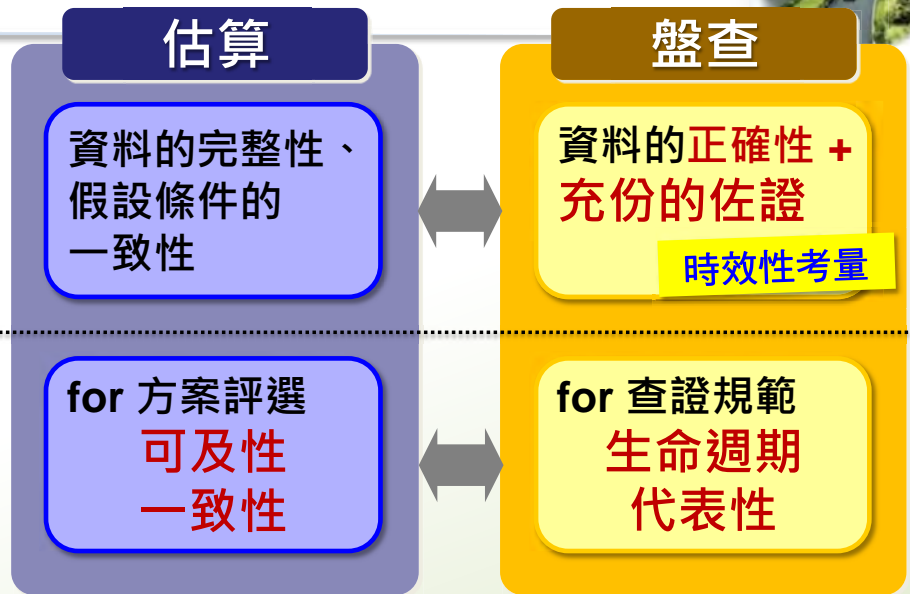 估算
資料的完整性、
假設條件的
一致性
for 方案評選
可及性
一致性
盤查
資料的正確性 +
充份的佐證
時效性考量
for 查證規範
生命週期
代表性